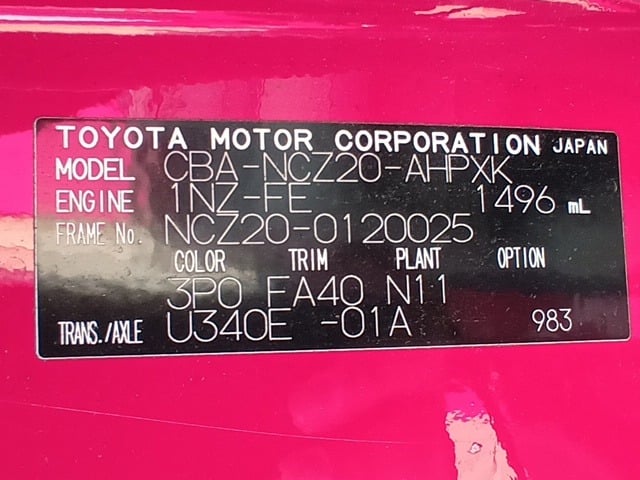 TOYOTA MOTOR CORPORATION JAPAN
MODEL CBA-NCZ20-AHPXK
ENGINE 1NZ-FE 1496 mL
FRAME No. NCZ20-0120025
COLOR TRIM PLANT OPTION
3P0 FA40 N11
TRANS./AXLE U340E -01A 983